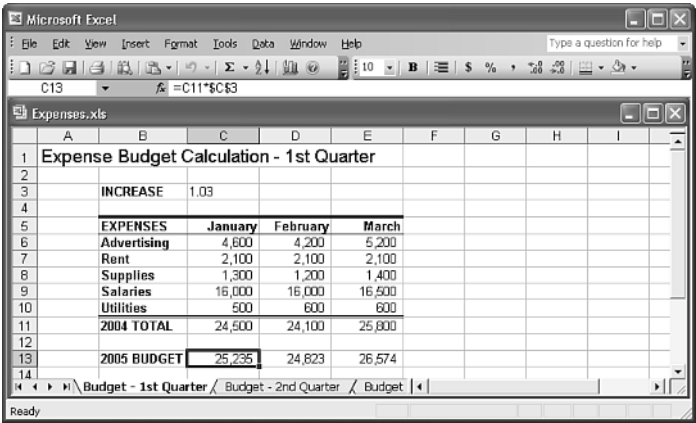 Microsoft Excel
File Edit View Insert Format Tools Data Window Help Type a question for help
10 B $ % ,
C13 fx =C11*$C$3
Expenses.xls
A B C D E F G H I
1 Expense Budget Calculation - 1st Quarter
2
3 INCREASE 1.03
4
5 EXPENSES January February March
6 Advertising 4,600 4,200 5,200
7 Rent 2,100 2,100 2,100
8 Supplies 1,300 1,200 1,400
9 Salaries 16,000 16,000 16,500
10 Utilities 500 600 600
11 2004 TOTAL 24,500 24,100 25,800
12
13 2005 BUDGET 25,235 24,823 26,574
14
Budget - 1st Quarter Budget - 2nd Quarter Budget
Ready